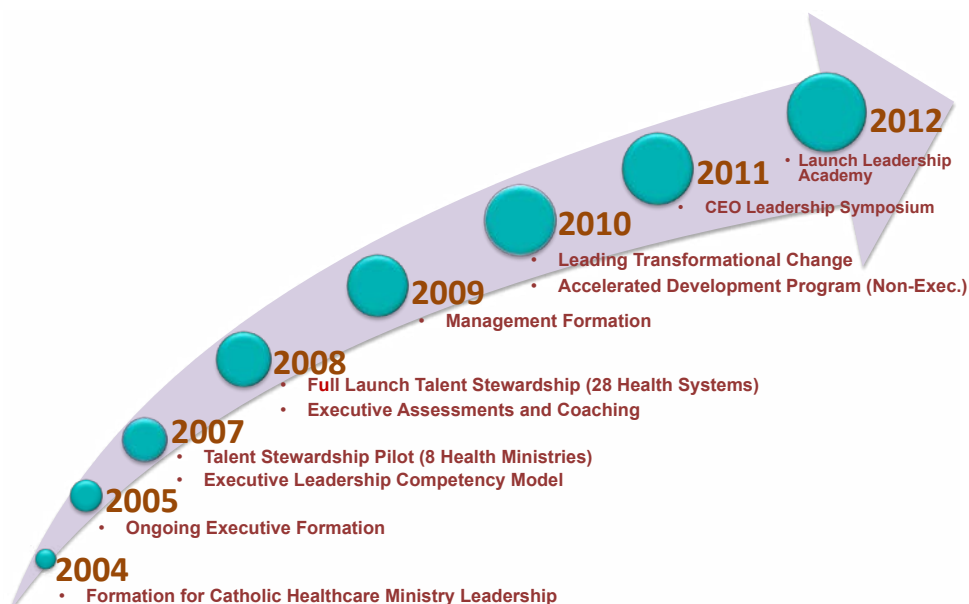 2012
• Launch Leadership
Academy
2011
• CEO Leadership Symposium
2010
• Leading Transformational Change
• Accelerated Development Program (Non-Exec.)
2009
• Management Formation
2008
• Full Launch Talent Stewardship (28 Health Systems)
• Executive Assessments and Coaching
2007
• Talent Stewardship Pilot (8 Health Ministries)
• Executive Leadership Competency Model
2005
• Ongoing Executive Formation
2004
• Formation for Catholic Healthcare Ministry Leadership